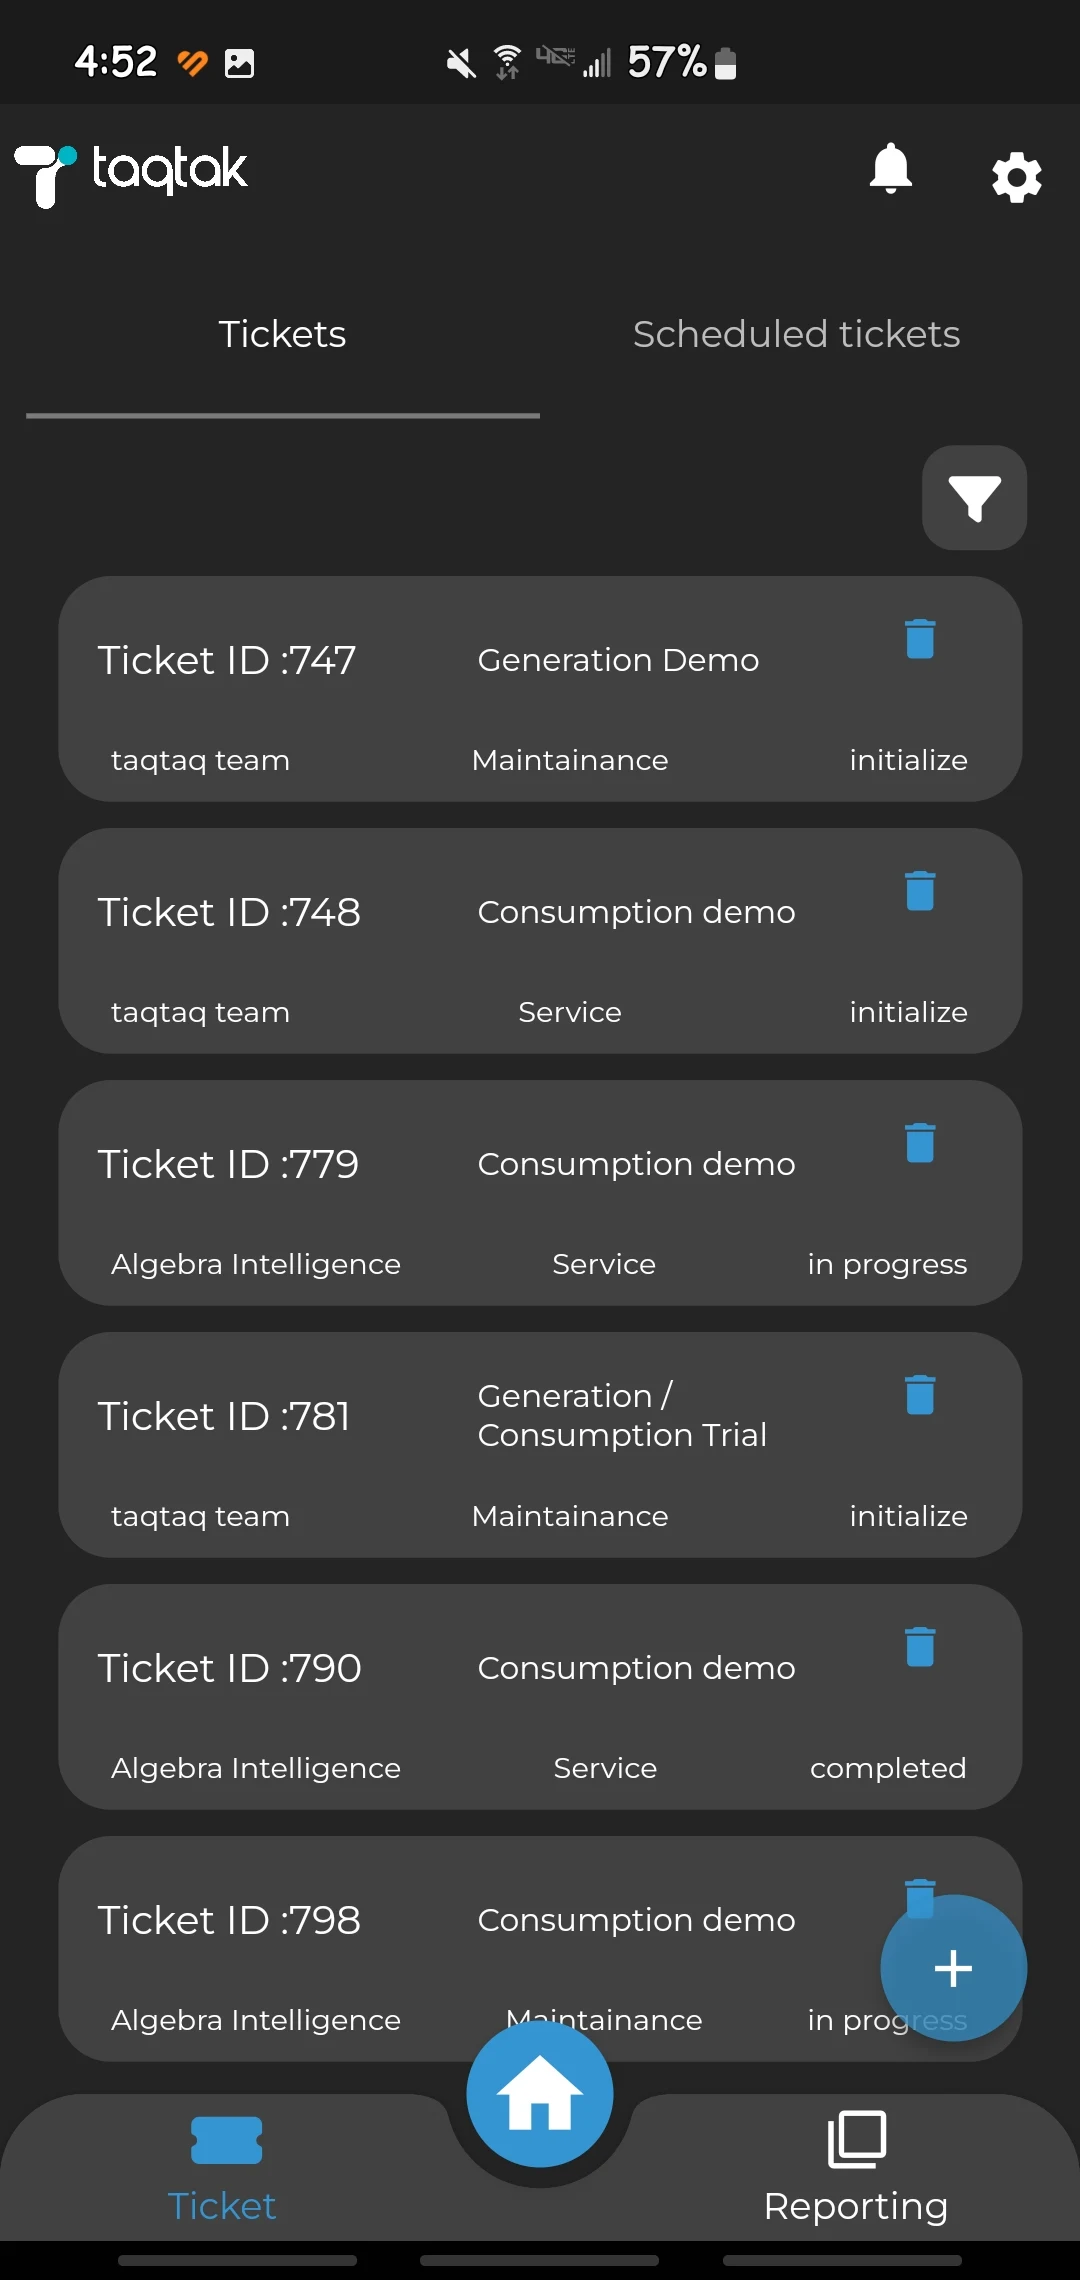 4:52 57%
taqtak
Tickets Scheduled tickets
Ticket ID :747 Generation Demo
taqtaq team Maintainance initialize
Ticket ID :748 Consumption demo
taqtaq team Service initialize
Ticket ID :779 Consumption demo
Algebra Intelligence Service in progress
Ticket ID :781 Generation /
Consumption Trial
taqtaq team Maintainance initialize
Ticket ID :790 Consumption demo
Algebra Intelligence Service completed
Ticket ID :798 Consumption demo
Algebra Intelligence Maintainance in progress
Ticket Reporting